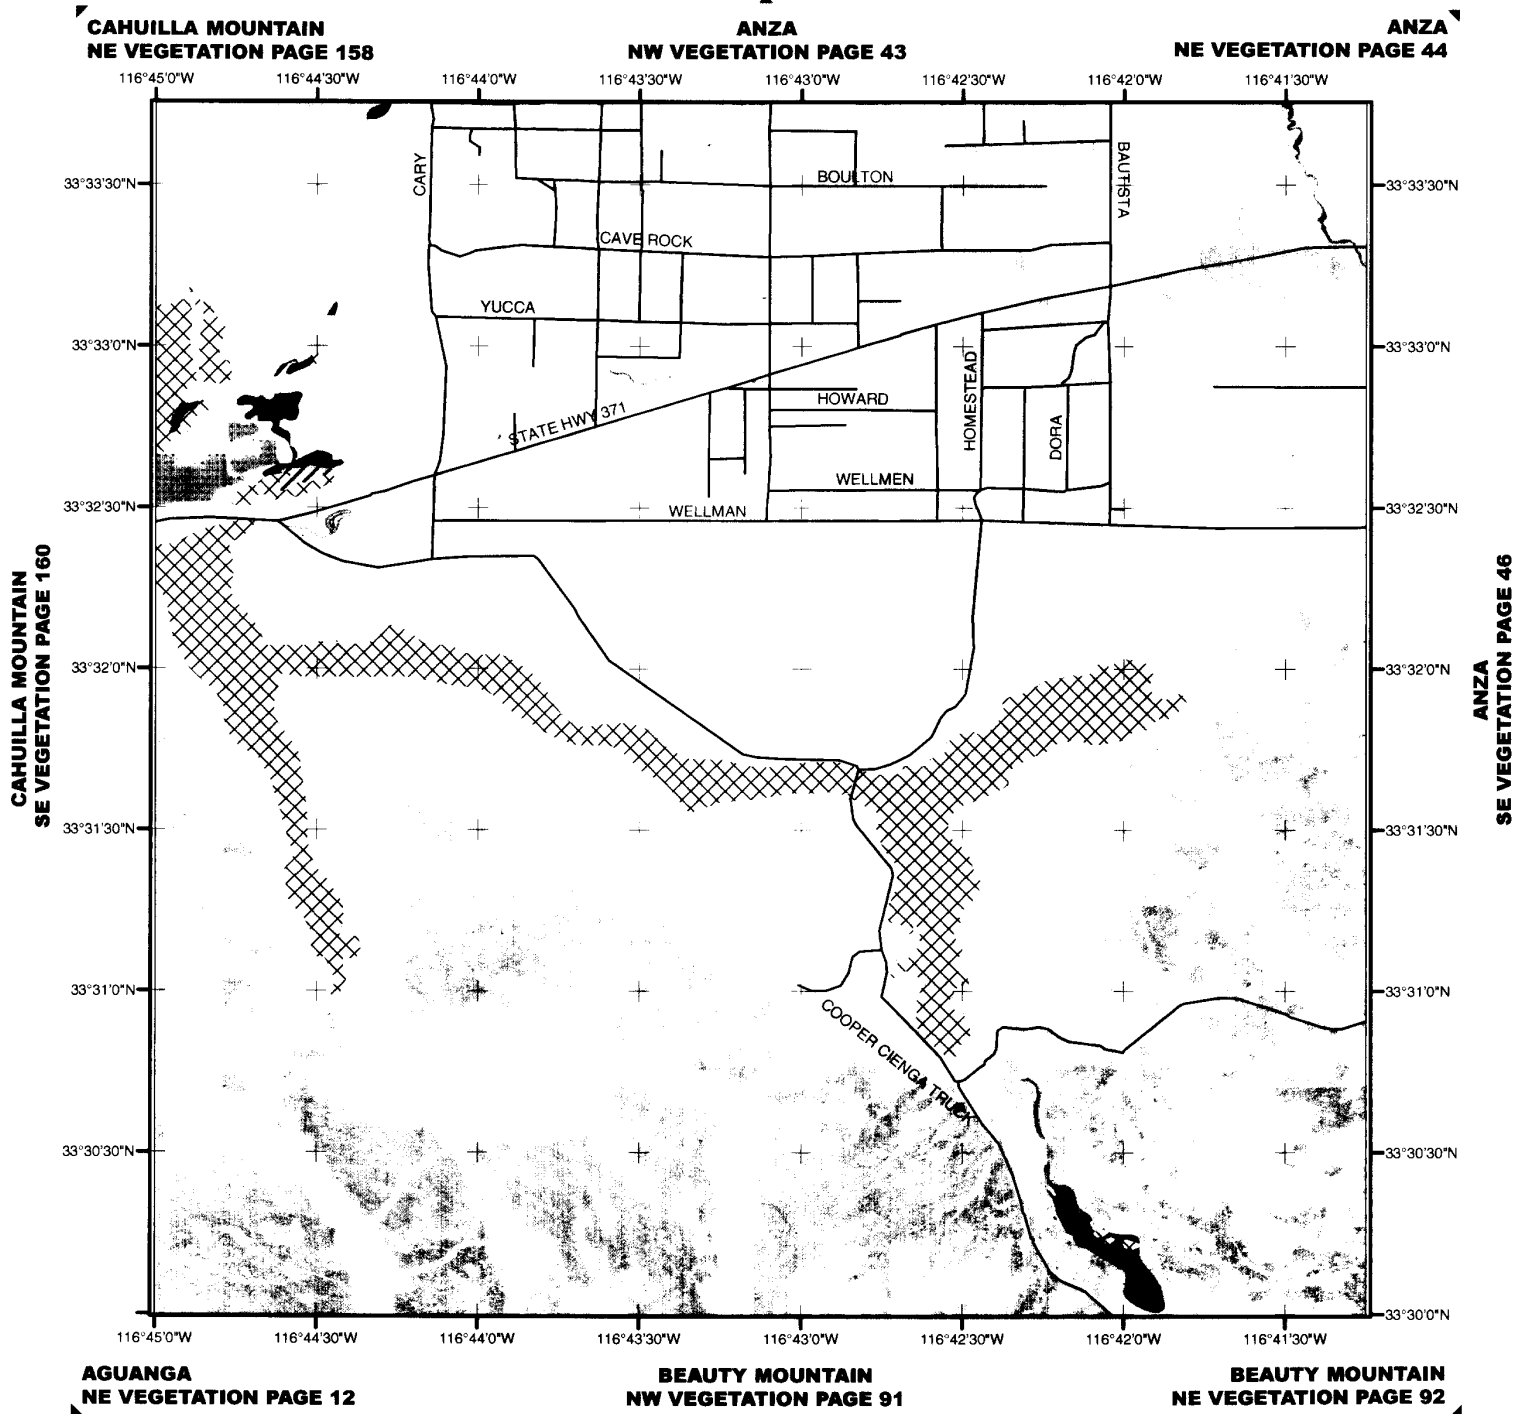 CAHUILLA MOUNTAIN
NE VEGETATION PAGE 158
ANZA
NW VEGETATION PAGE 43
ANZA
NE VEGETATION PAGE 44
116°45'0"W 116°44'30"W 116°44'0"W 116°43'30"W 116°43'0"W 116°42'30"W 116°42'0"W 116°41'30"W
CARY
BAUTISTA
33°33'30"N
BOULTON
33°33'30"N
CAVE ROCK
YUCCA
33°33'0"N
33°33'0"N
HOMESTEAD
HOWARD
STATE HWY 371
DORA
WELLMEN
33°32'30"N
WELLMAN
33°32'30"N
CAHUILLA MOUNTAIN
SE VEGETATION PAGE 160
ANZA
SE VEGETATION PAGE 46
33°32'0"N
33°32'0"N
33°31'30"N
33°31'30"N
33°31'0"N
33°31'0"N
COOPER CIENGA TRUCK
33°30'30"N
33°30'30"N
33°30'0"N
116°45'0"W 116°44'30"W 116°44'0"W 116°43'30"W 116°43'0"W 116°42'30"W 116°42'0"W 116°41'30"W
AGUANGA
NE VEGETATION PAGE 12
BEAUTY MOUNTAIN
NW VEGETATION PAGE 91
BEAUTY MOUNTAIN
NE VEGETATION PAGE 92